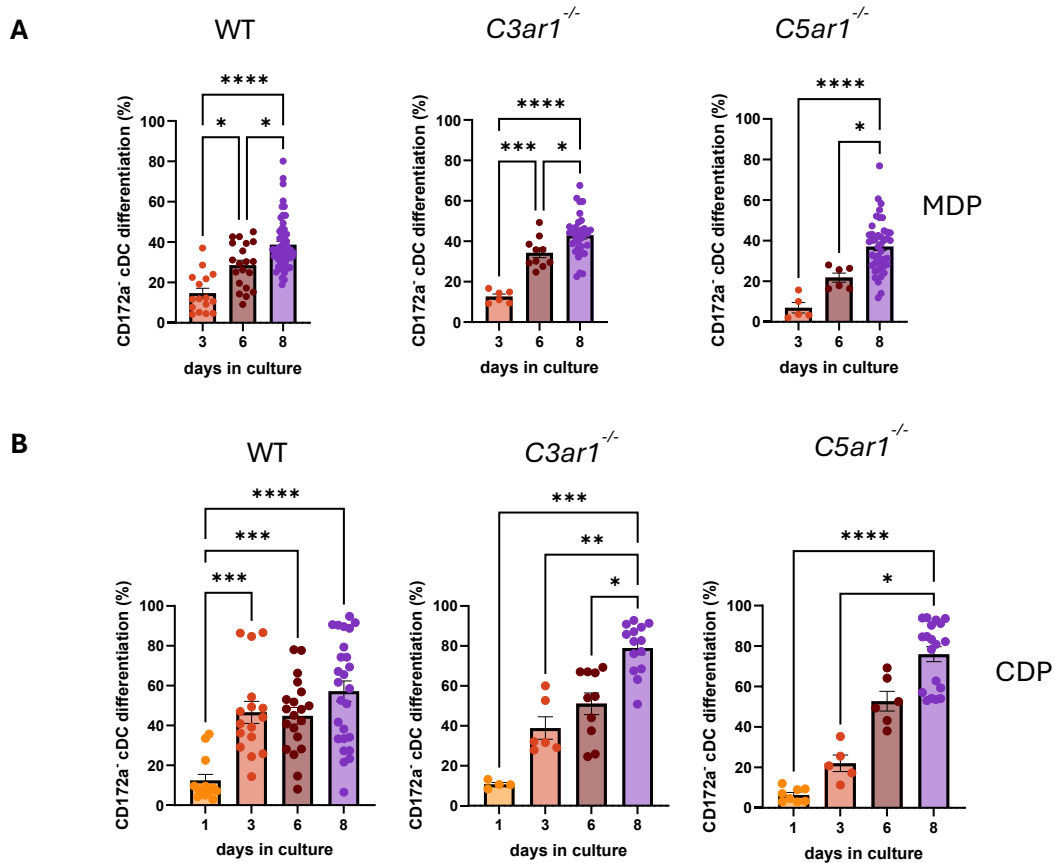 A
WT
C3ar1-/-
C5ar1-/-
CD172a- cDC differentiation (%)
100
80
60
40
20
0
****
*
*
3 6 8
days in culture
CD172a- cDC differentiation (%)
100
80
60
40
20
0
****
***
*
3 6 8
days in culture
CD172a- cDC differentiation (%)
100
80
60
40
20
0
****
*
3 6 8
days in culture
MDP
B
WT
C3ar1-/-
C5ar1-/-
CD172a- cDC differentiation (%)
100
80
60
40
20
0
****
***
***
1 3 6 8
days in culture
CD172a- cDC differentiation (%)
100
80
60
40
20
0
***
**
*
1 3 6 8
days in culture
CD172a- cDC differentiation (%)
100
80
60
40
20
0
****
*
1 3 6 8
days in culture
CDP